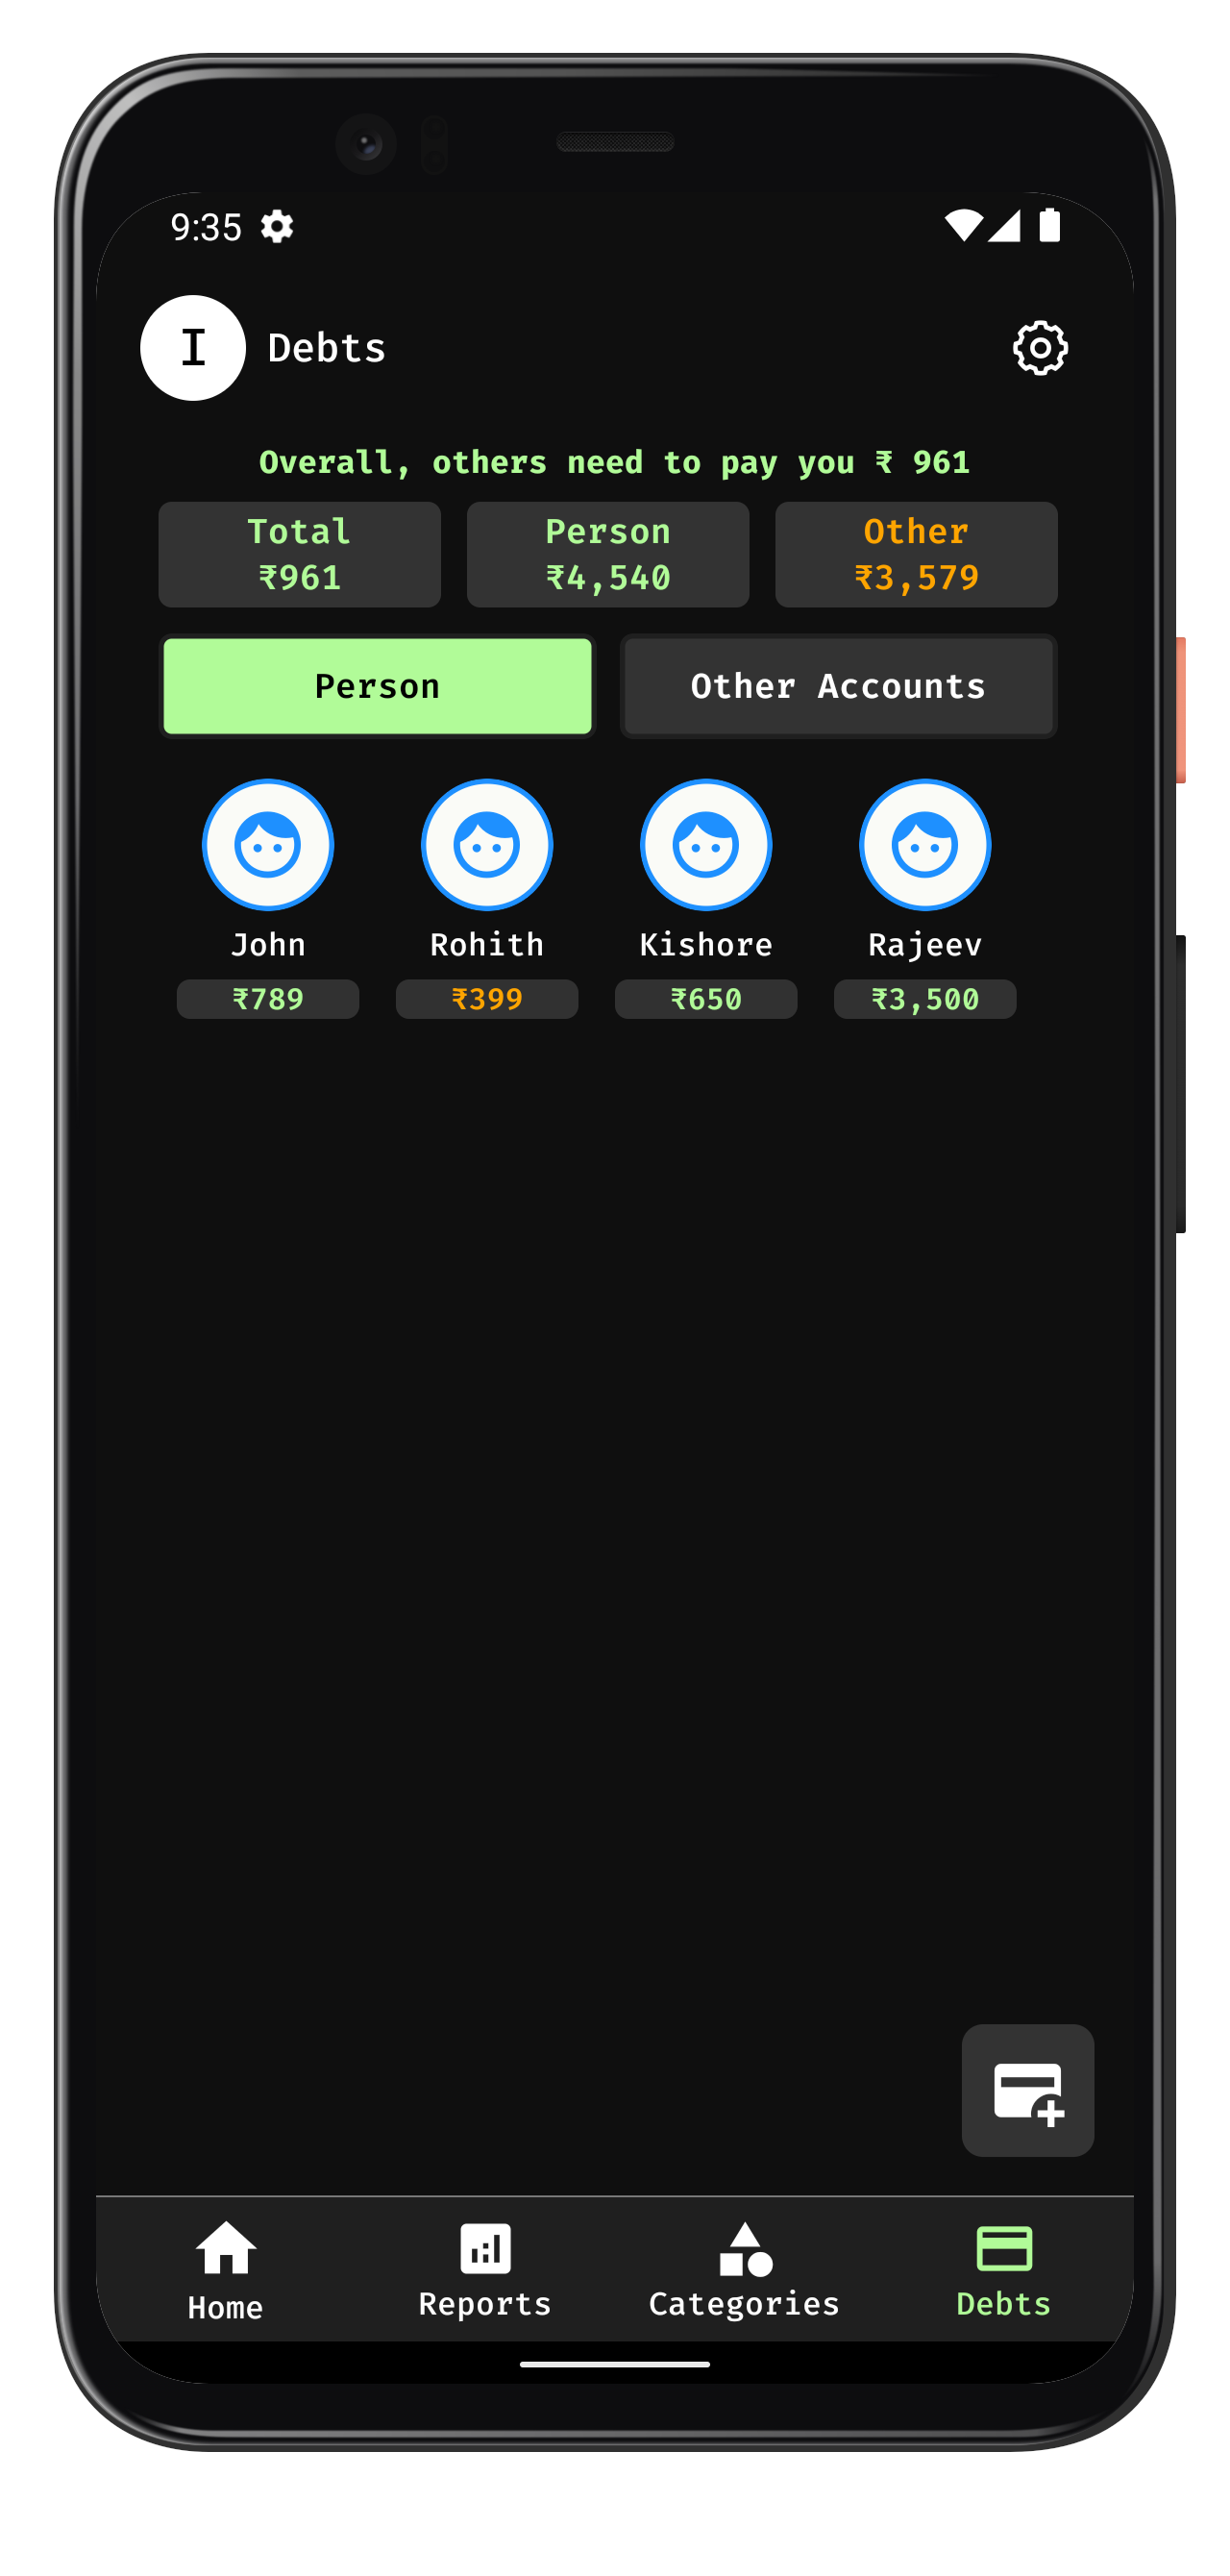 9:35
I Debts
Overall, others need to pay you ₹ 961
Total Person Other
₹961 ₹4,540 ₹3,579
Person Other Accounts
John Rohith Kishore Rajeev
₹789 ₹399 ₹650 ₹3,500
Home Reports Categories Debts